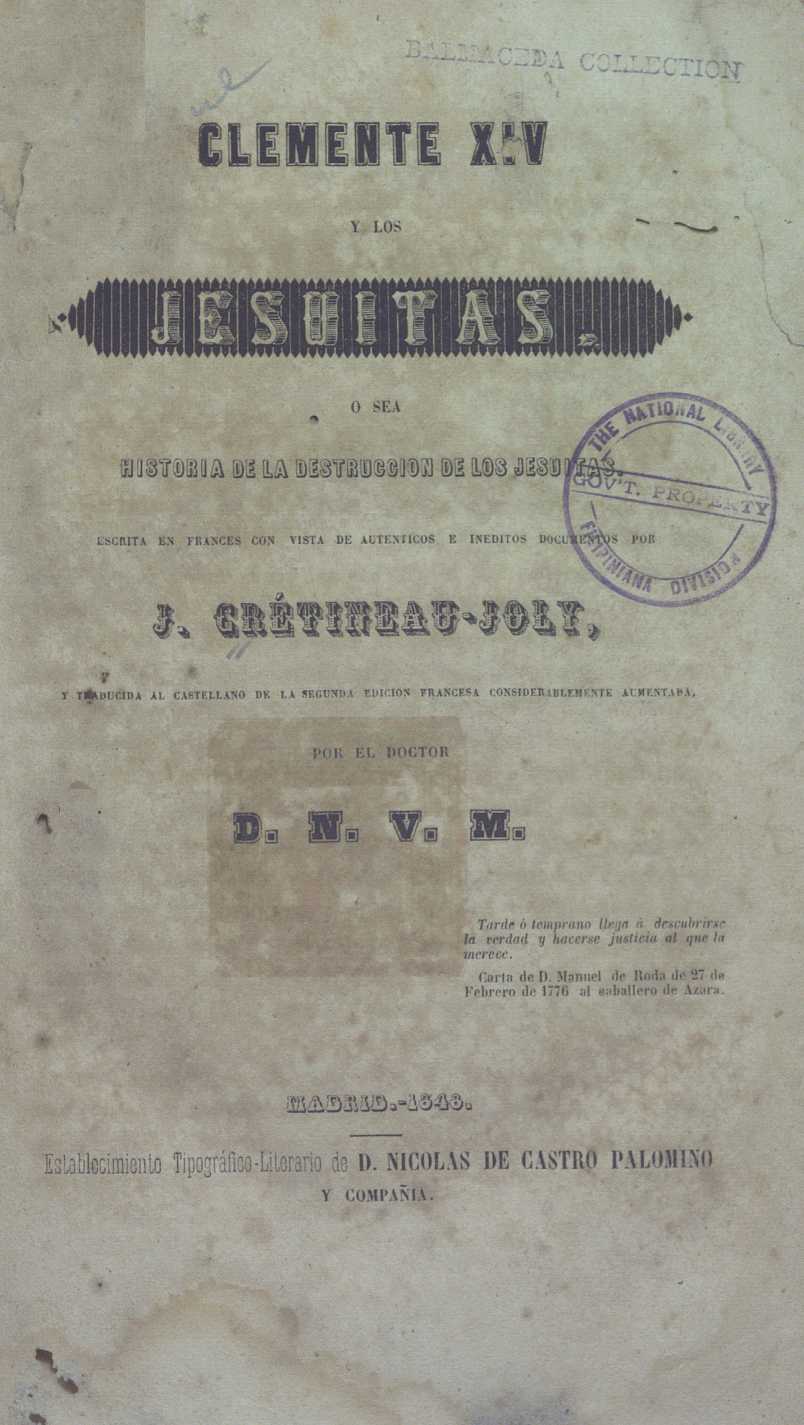 BALMACEDA COLLECTION
CLEMENTE XIV
Y LOS
JESUITAS.
O SEA
HISTORIA DE LA DESTRUCCION DE LOS JESUITAS.
ESCRITA EN FRANCES CON VISTA DE AUTENTICOS E INEDITOS DOCUMENTOS POR
J. CRÉTINEAU-JOLY,
Y TRADUCIDA AL CASTELLANO DE LA SEGUNDA EDICION FRANCESA CONSIDERABLEMENTE AUMENTADA,
POR EL DOCTOR
D. N. V. M.
THE NATIONAL LIBRARY
GOV'T. PROPERTY
FILIPINIANA DIVISION
Tarde ó temprano llega á descubrirse
la verdad y hacerse justicia al que la
merece.
Carta de D. Manuel de Roda de 27 de
Febrero de 1776 al caballero de Azara.
MADRID.-1848.
Establecimiento Tipográfico-Literario de D. NICOLAS DE CASTRO PALOMINO
Y COMPAÑIA.